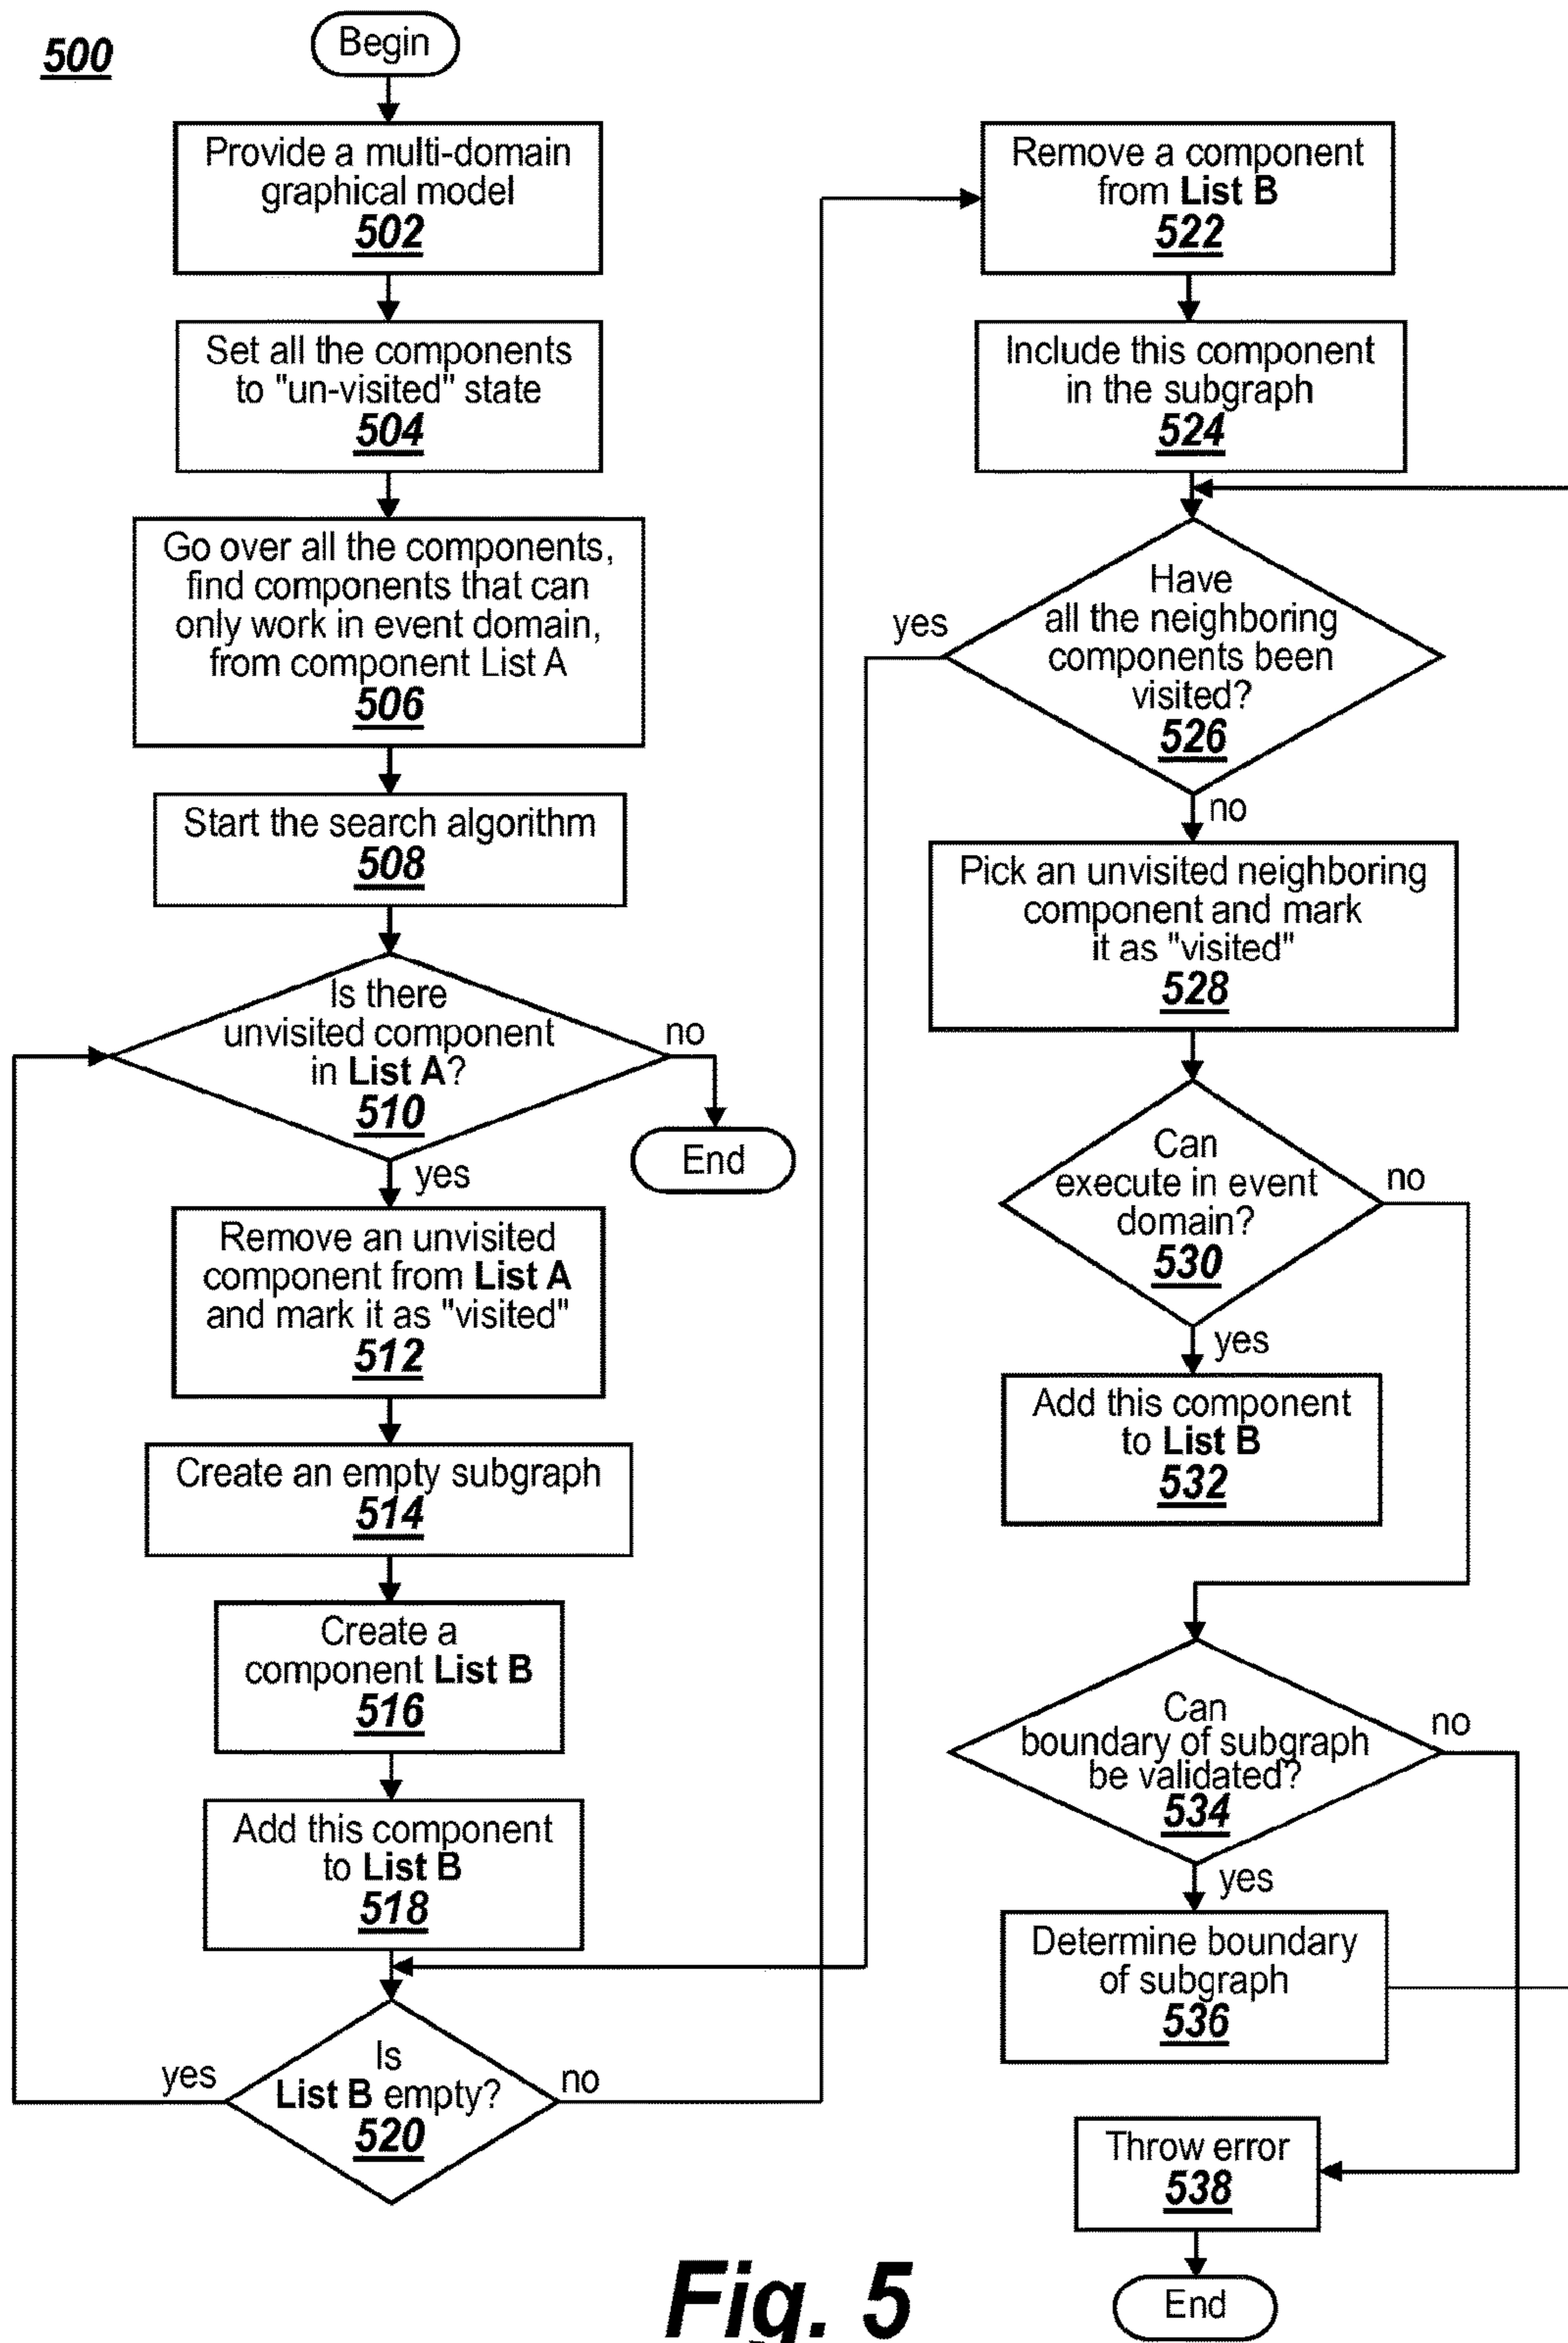 500
Begin
Provide a multi-domain
graphical model
502
Set all the components
to "un-visited" state
504
Go over all the components,
find components that can
only work in event domain,
from component List A
506
Start the search algorithm
508
Is there
unvisited component
in List A?
510
no
End
yes
Remove an unvisited
component from List A
and mark it as "visited"
512
Create an empty subgraph
514
Create a
component List B
516
Add this component
to List B
518
Is
List B empty?
520
yes
no
Remove a component
from List B
522
Include this component
in the subgraph
524
Have
all the neighboring
components been
visited?
526
yes
no
Pick an unvisited neighboring
component and mark
it as "visited"
528
Can
execute in event
domain?
530
no
yes
Add this component
to List B
532
Can
boundary of subgraph
be validated?
534
no
yes
Determine boundary
of subgraph
536
Throw error
538
End
Fig. 5